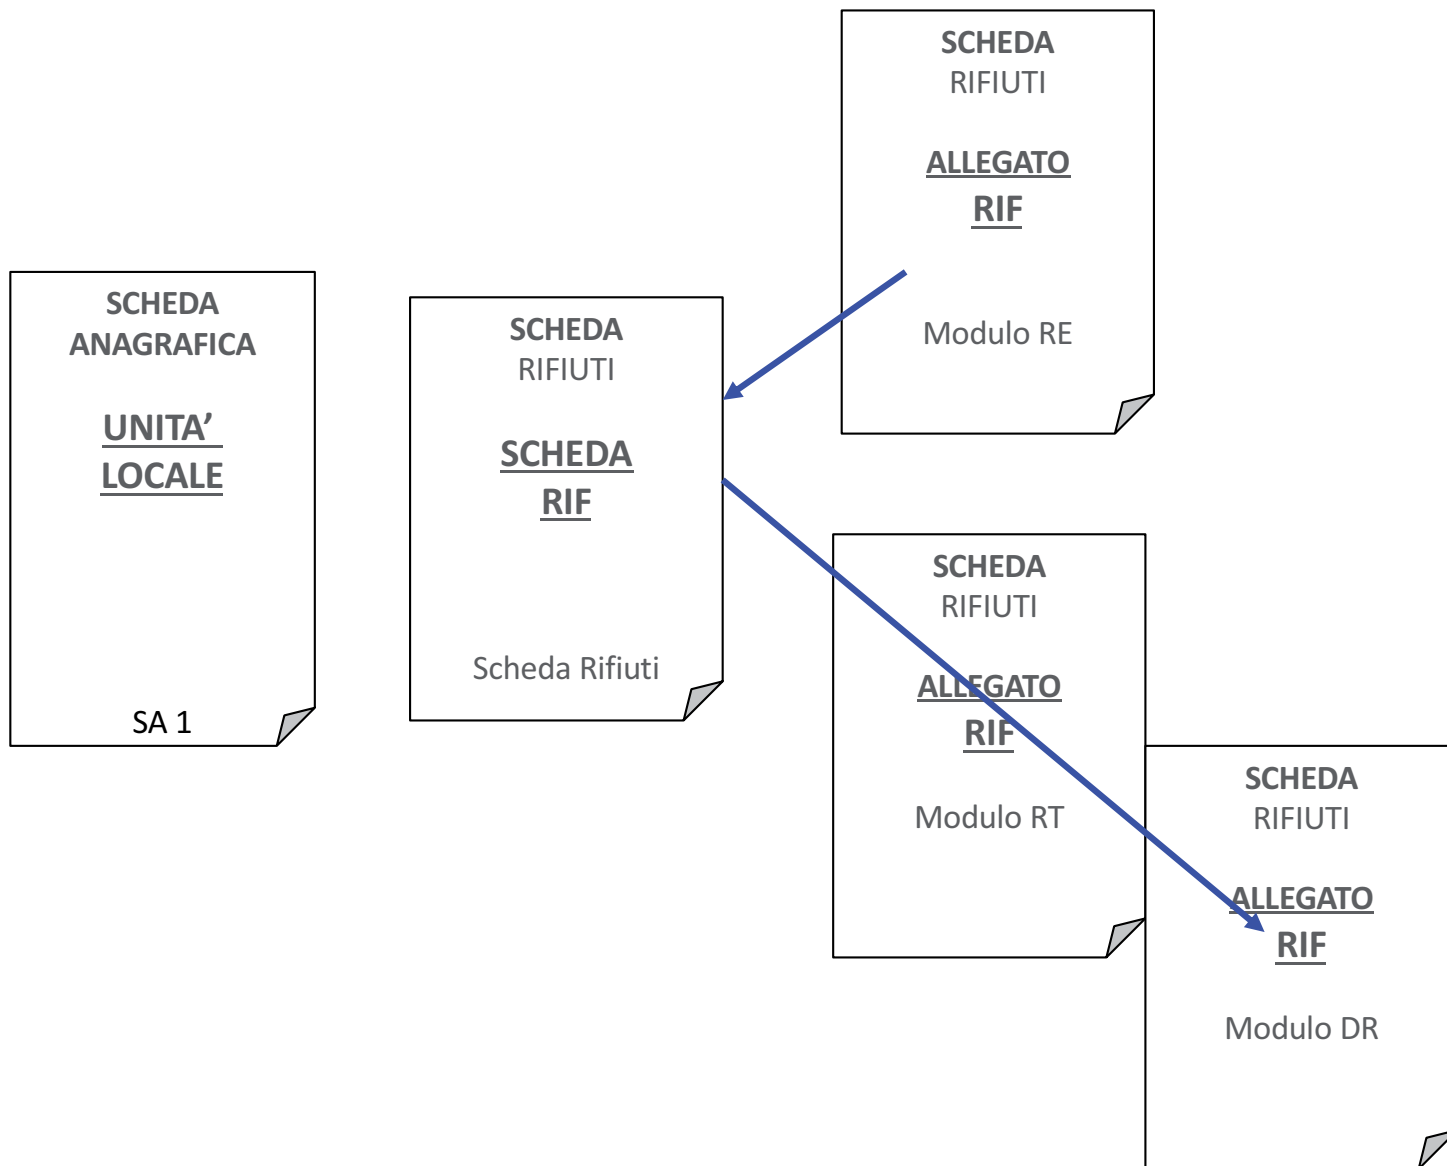 SCHEDA
ANAGRAFICA
UNITA’
LOCALE
SA 1
SCHEDA
RIFIUTI
SCHEDA
RIF
Scheda Rifiuti
SCHEDA
RIFIUTI
ALLEGATO
RIF
Modulo RE
SCHEDA
RIFIUTI
ALLEGATO
RIF
Modulo RT
SCHEDA
RIFIUTI
ALLEGATO
RIF
Modulo DR